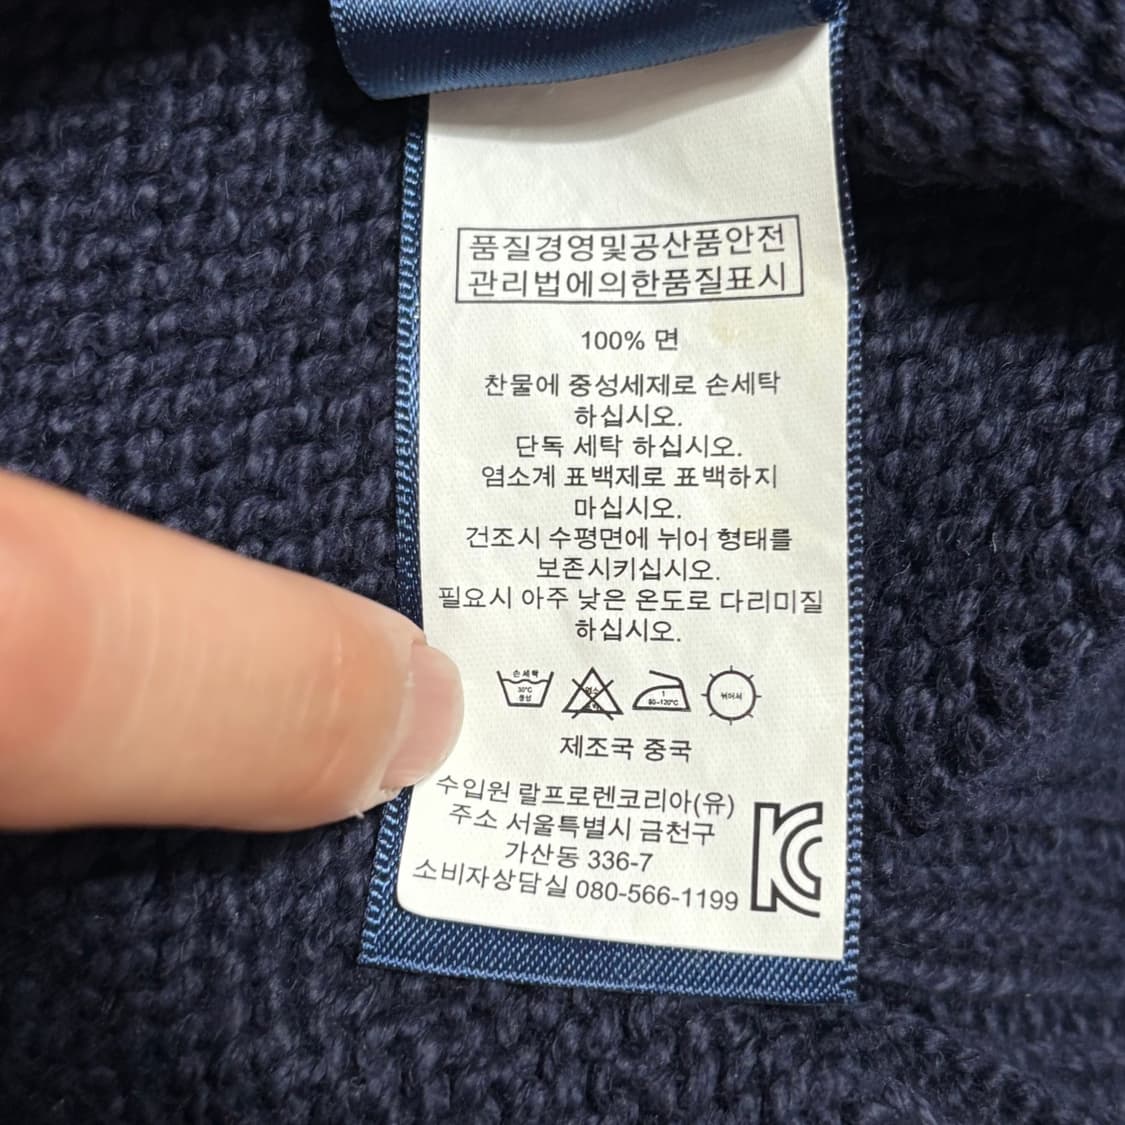 품질경영및공산품안전
관리법에의한품질표시
100% 면
찬물에 중성세제로 손세탁
하십시오.
단독 세탁 하십시오.
염소계 표백제로 표백하지
마십시오.
건조시 수평면에 뉘어 형태를
보존시키십시오.
필요시 아주 낮은 온도로 다리미질
하십시오.
손세탁 30°C 중성 염소 1 80~120°C 뉘어서
제조국 중국
수입원 랄프로렌코리아(유)
주소 서울특별시 금천구
가산동 336-7
소비자상담실 080-566-1199